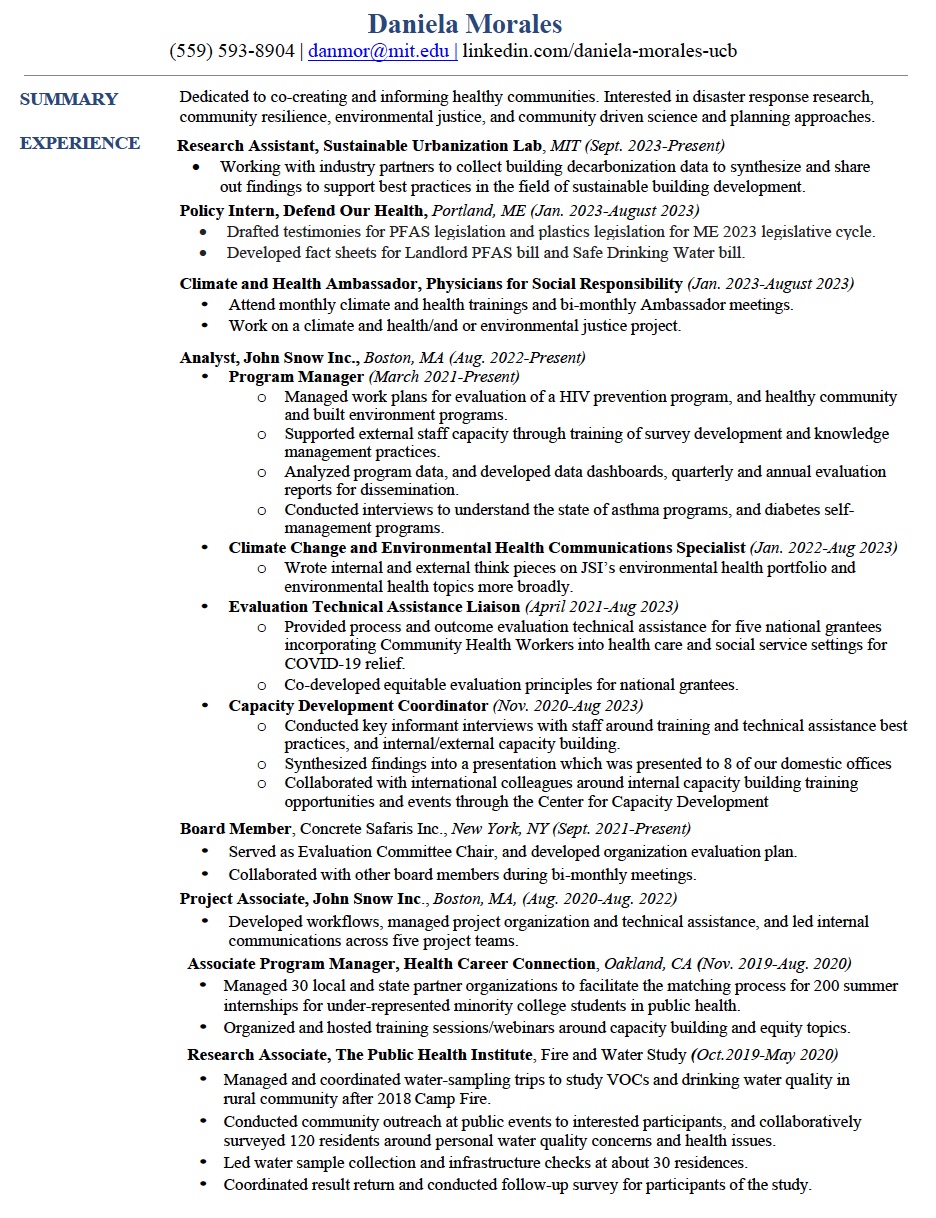 Daniela Morales
(559) 593-8904 | danmor@mit.edu | linkedin.com/daniela-morales-ucb
SUMMARY
Dedicated to co-creating and informing healthy communities. Interested in disaster response research,
community resilience, environmental justice, and community driven science and planning approaches.
EXPERIENCE
Research Assistant, Sustainable Urbanization Lab, MIT (Sept. 2023-Present)
• Working with industry partners to collect building decarbonization data to synthesize and share
out findings to support best practices in the field of sustainable building development.
Policy Intern, Defend Our Health, Portland, ME (Jan. 2023-August 2023)
• Drafted testimonies for PFAS legislation and plastics legislation for ME 2023 legislative cycle.
• Developed fact sheets for Landlord PFAS bill and Safe Drinking Water bill.
Climate and Health Ambassador, Physicians for Social Responsibility (Jan. 2023-August 2023)
• Attend monthly climate and health trainings and bi-monthly Ambassador meetings.
• Work on a climate and health/and or environmental justice project.
Analyst, John Snow Inc., Boston, MA (Aug. 2022-Present)
• Program Manager (March 2021-Present)
o Managed work plans for evaluation of a HIV prevention program, and healthy community
and built environment programs.
o Supported external staff capacity through training of survey development and knowledge
management practices.
o Analyzed program data, and developed data dashboards, quarterly and annual evaluation
reports for dissemination.
o Conducted interviews to understand the state of asthma programs, and diabetes self-
management programs.
• Climate Change and Environmental Health Communications Specialist (Jan. 2022-Aug 2023)
o Wrote internal and external think pieces on JSI's environmental health portfolio and
environmental health topics more broadly.
• Evaluation Technical Assistance Liaison (April 2021-Aug 2023)
o Provided process and outcome evaluation technical assistance for five national grantees
incorporating Community Health Workers into health care and social service settings for
COVID-19 relief.
o Co-developed equitable evaluation principles for national grantees.
• Capacity Development Coordinator (Nov. 2020-Aug 2023)
o Conducted key informant interviews with staff around training and technical assistance best
practices, and internal/external capacity building.
o Synthesized findings into a presentation which was presented to 8 of our domestic offices
o Collaborated with international colleagues around internal capacity building training
opportunities and events through the Center for Capacity Development
Board Member, Concrete Safaris Inc., New York, NY (Sept. 2021-Present)
• Served as Evaluation Committee Chair, and developed organization evaluation plan.
• Collaborated with other board members during bi-monthly meetings.
Project Associate, John Snow Inc., Boston, MA, (Aug. 2020-Aug. 2022)
• Developed workflows, managed project organization and technical assistance, and led internal
communications across five project teams.
Associate Program Manager, Health Career Connection, Oakland, CA (Nov. 2019-Aug. 2020)
• Managed 30 local and state partner organizations to facilitate the matching process for 200 summer
internships for under-represented minority college students in public health.
• Organized and hosted training sessions/webinars around capacity building and equity topics.
Research Associate, The Public Health Institute, Fire and Water Study (Oct.2019-May 2020)
• Managed and coordinated water-sampling trips to study VOCs and drinking water quality in
rural community after 2018 Camp Fire.
• Conducted community outreach at public events to interested participants, and collaboratively
surveyed 120 residents around personal water quality concerns and health issues.
• Led water sample collection and infrastructure checks at about 30 residences.
• Coordinated result return and conducted follow-up survey for participants of the study.